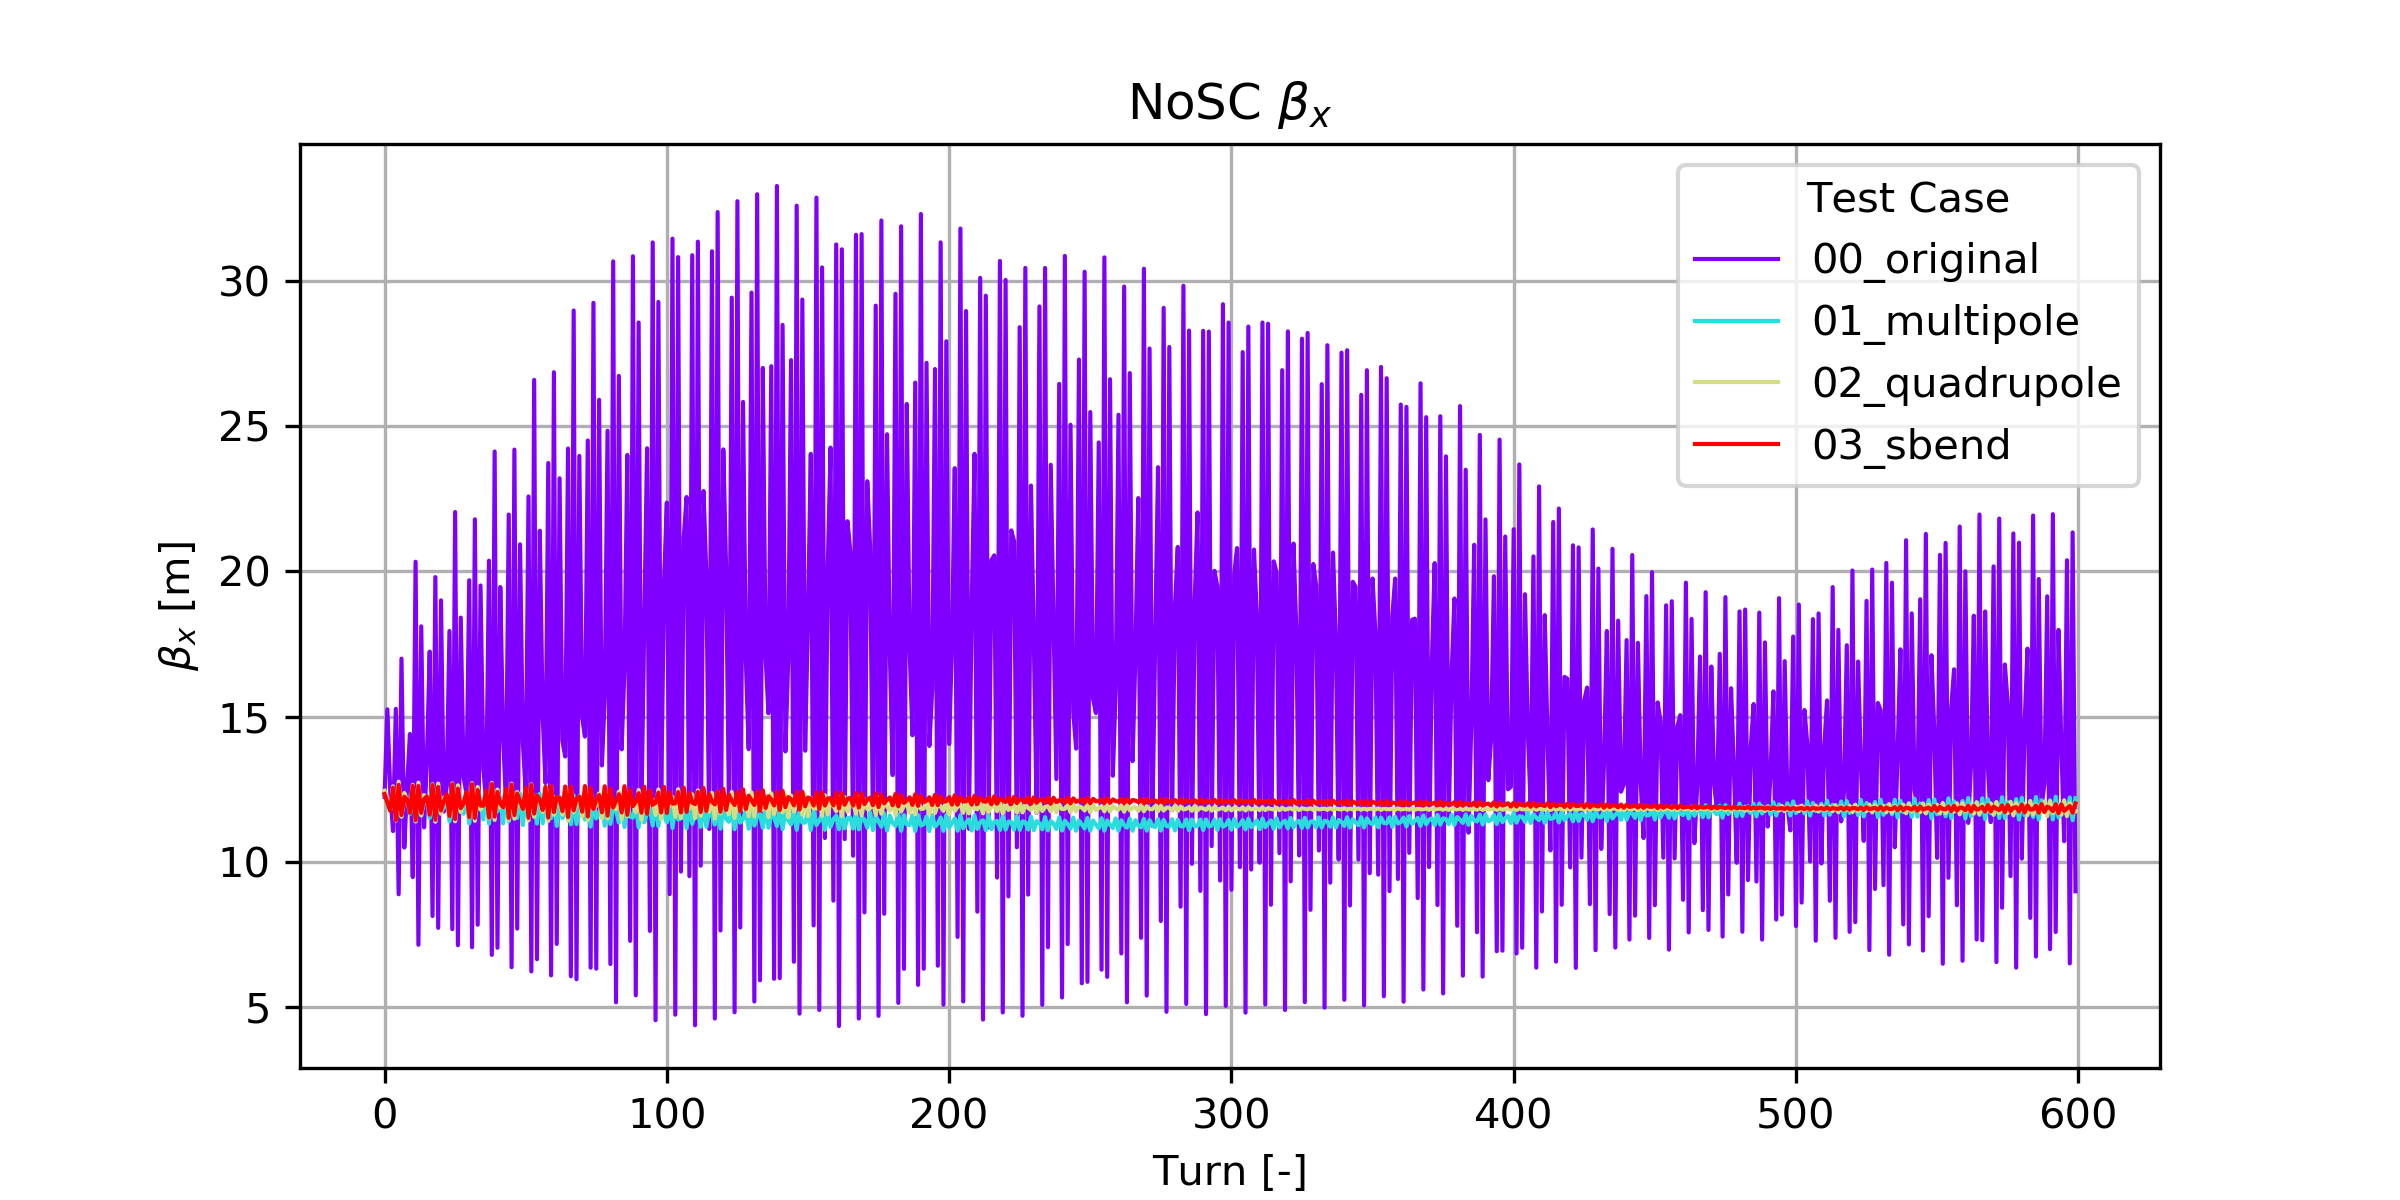 NoSC βx
βx [m]
30
25
20
15
10
5
0 100 200 300 400 500 600
Turn [-]
Test Case
00_original
01_multipole
02_quadrupole
03_sbend